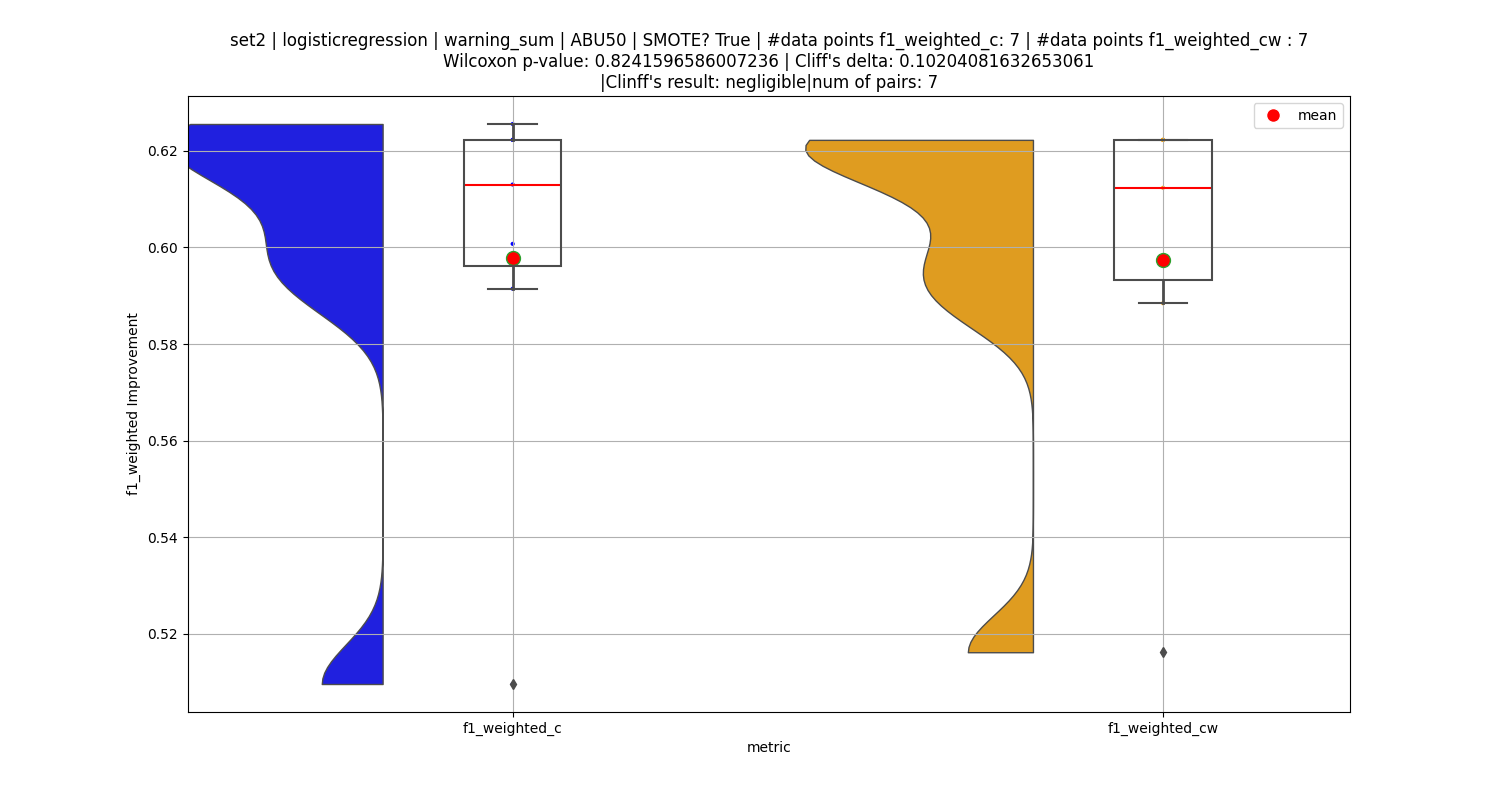 set2 | logisticregression | warning_sum | ABU50 | SMOTE? True | #data points f1_weighted_c: 7 | #data points f1_weighted_cw : 7
Wilcoxon p-value: 0.8241596586007236 | Cliff's delta: 0.10204081632653061
|Clinff's result: negligible|num of pairs: 7
mean
f1_weighted Improvement
0.62
0.60
0.58
0.56
0.54
0.52
f1_weighted_c
f1_weighted_cw
metric